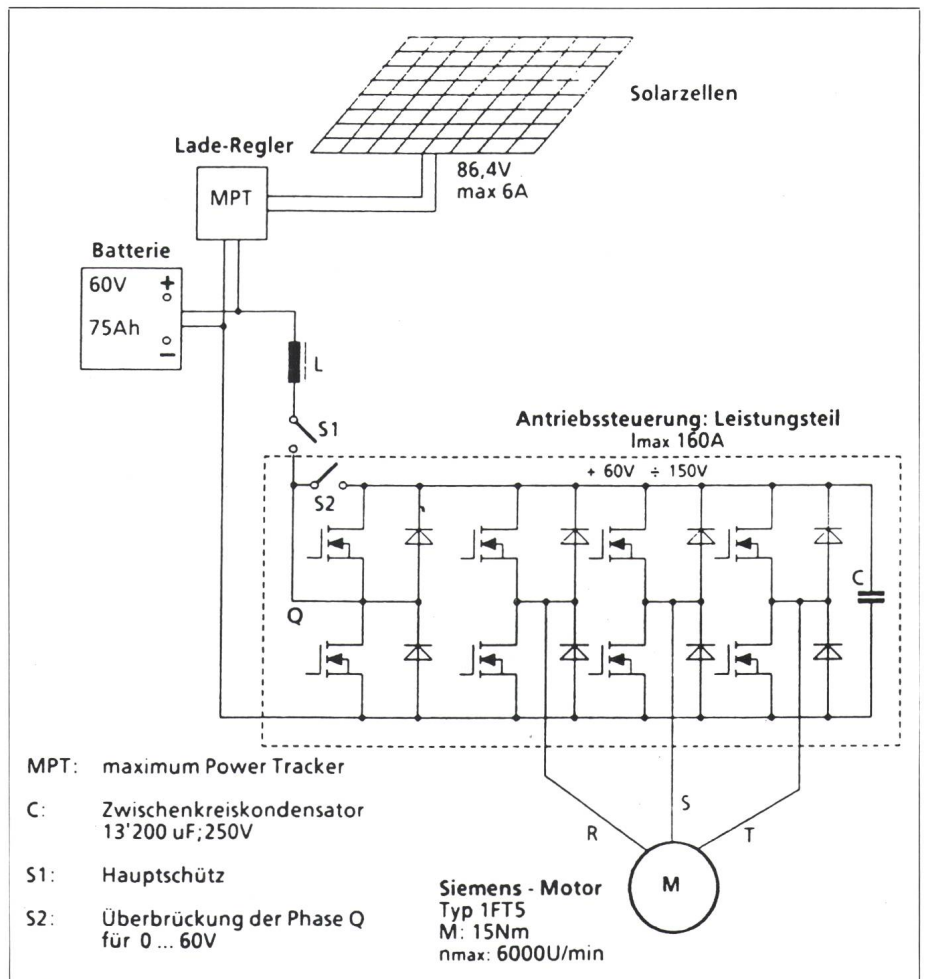 Solarzellen
Lade-Regler
86,4V
max 6A
MPT
Batterie
60V +
75Ah
−
L
S1
Antriebssteuerung: Leistungsteil
Imax 160A
+ 60V ÷ 150V
S2
C
Q
MPT: maximum Power Tracker
C: Zwischenkreiskondensator
13'200 uF;250V
S1: Hauptschütz
S2: Überbrückung der Phase Q
für 0 ... 60V
R
S
T
M
Siemens - Motor
Typ 1FT5
M: 15Nm
nmax: 6000U/min